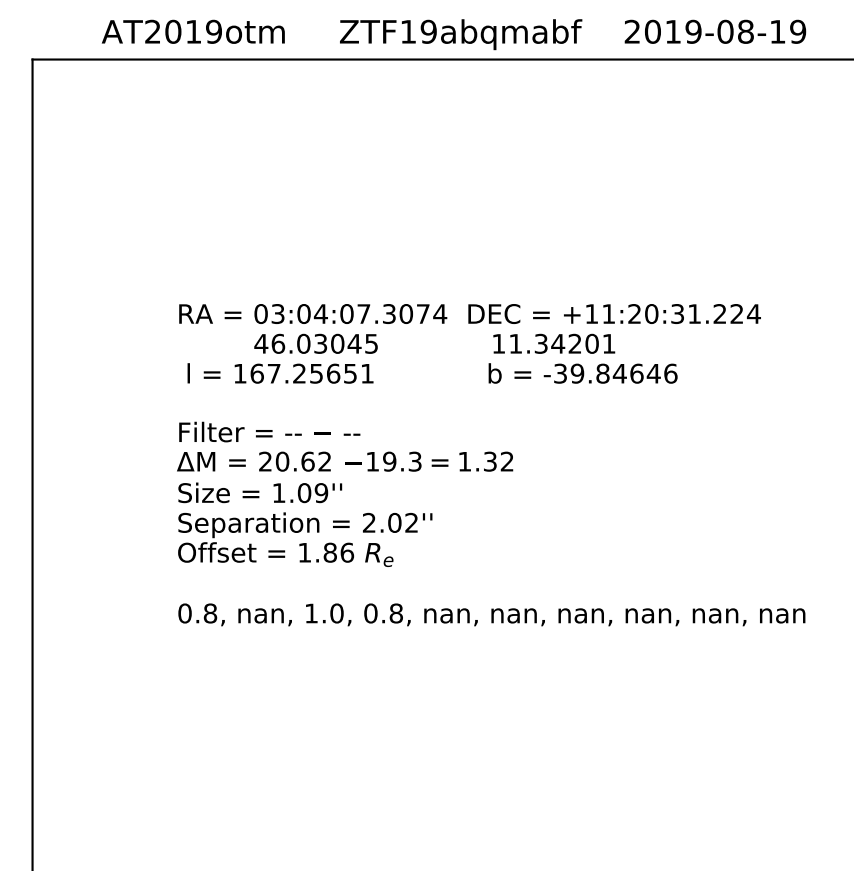 AT2019otm ZTF19abqmabf 2019-08-19
RA = 03:04:07.3074 DEC = +11:20:31.224
46.03045 11.34201
l = 167.25651 b = -39.84646
Filter = -- − --
ΔM = 20.62 −19.3 = 1.32
Size = 1.09''
Separation = 2.02''
Offset = 1.86 Rₑ
0.8, nan, 1.0, 0.8, nan, nan, nan, nan, nan, nan